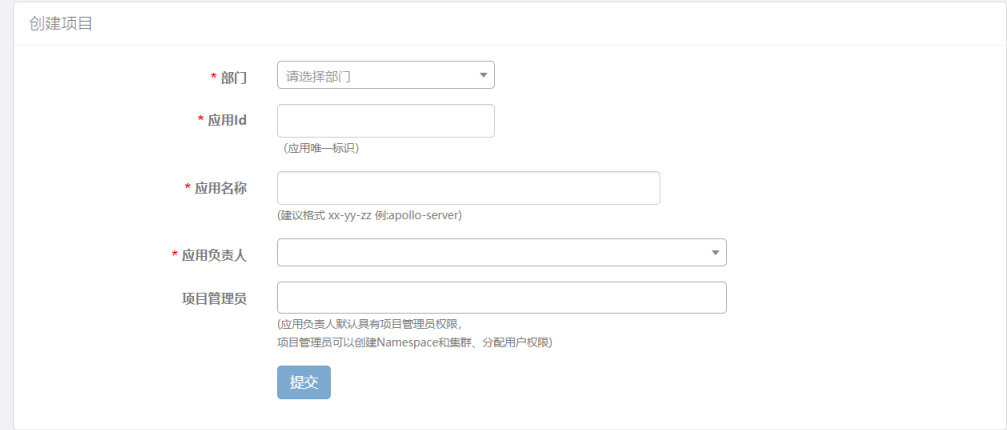 创建项目
* 部门
请选择部门
* 应用Id
（应用唯一标识）
* 应用名称
(建议格式 xx-yy-zz 例:apollo-server)
* 应用负责人
项目管理员
(应用负责人默认具有项目管理员权限，
项目管理员可以创建Namespace和集群、分配用户权限)
提交